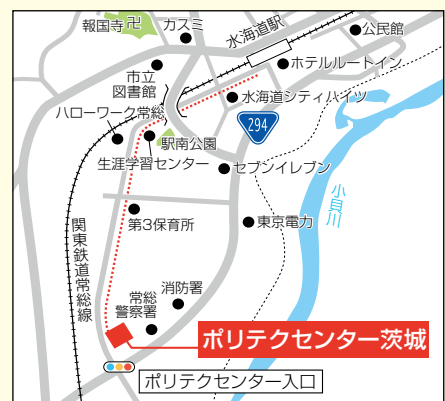 報国寺
カスミ
水海道駅
公民館
市立
図書館
ホテルルートイン
水海道シティハイツ
ハローワーク常総
294
駅南公園
生涯学習センター
セブンイレブン
小貝川
第3保育所
東京電力
関東鉄道常総線
消防署
常総
警察署
ポリテクセンター茨城
ポリテクセンター入口